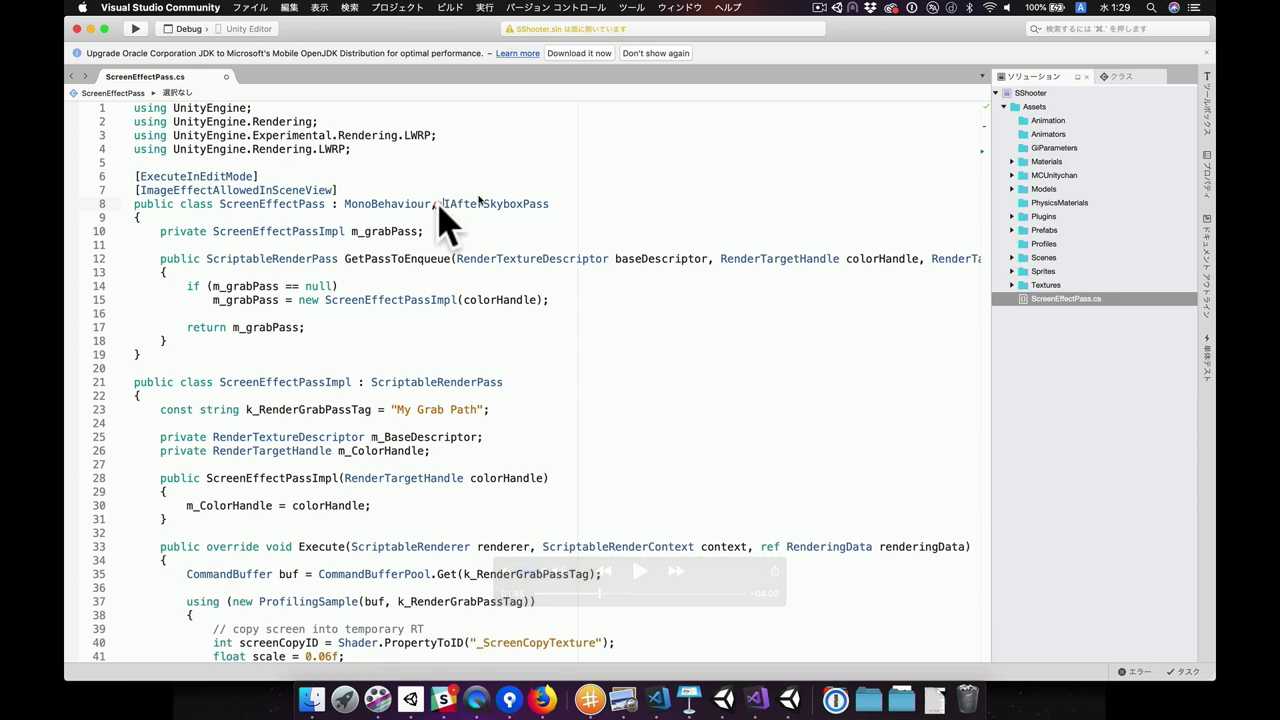 Visual Studio Community ファイル 編集 表示 検索 プロジェクト ビルド 実行 バージョン コントロール ツール ウィンドウ ヘルプ 100% 水 1:29
Debug Unity Editor SShooter.sln は既に開いています 検索するには '⌘.' を押します
Upgrade Oracle Corporation JDK to Microsoft's Mobile OpenJDK Distribution for optimal performance. – Learn more Download it now Don't show again
ScreenEffectPass.cs
ScreenEffectPass 選択なし
1 using UnityEngine;
2 using UnityEngine.Rendering;
3 using UnityEngine.Experimental.Rendering.LWRP;
4 using UnityEngine.Rendering.LWRP;
5
6 [ExecuteInEditMode]
7 [ImageEffectAllowedInSceneView]
8 public class ScreenEffectPass : MonoBehaviour, IAfterSkyboxPass
9 {
10 private ScreenEffectPassImpl m_grabPass;
11
12 public ScriptableRenderPass GetPassToEnqueue(RenderTextureDescriptor baseDescriptor, RenderTargetHandle colorHandle, RenderTa
13 {
14 if (m_grabPass == null)
15 m_grabPass = new ScreenEffectPassImpl(colorHandle);
16
17 return m_grabPass;
18 }
19 }
20
21 public class ScreenEffectPassImpl : ScriptableRenderPass
22 {
23 const string k_RenderGrabPassTag = "My Grab Path";
24
25 private RenderTextureDescriptor m_BaseDescriptor;
26 private RenderTargetHandle m_ColorHandle;
27
28 public ScreenEffectPassImpl(RenderTargetHandle colorHandle)
29 {
30 m_ColorHandle = colorHandle;
31 }
32
33 public override void Execute(ScriptableRenderer renderer, ScriptableRenderContext context, ref RenderingData renderingData)
34 {
35 CommandBuffer buf = CommandBufferPool.Get(k_RenderGrabPassTag);
36
37 using (new ProfilingSample(buf, k_RenderGrabPassTag))
38 {
39 // copy screen into temporary RT
40 int screenCopyID = Shader.PropertyToID("_ScreenCopyTexture");
41 float scale = 0.06f;
-04:00
ソリューション クラス
SShooter
Assets
Animation
Animators
GiParameters
Materials
MCUnitychan
Models
PhysicsMaterials
Plugins
Prefabs
Profiles
Scenes
Sprites
Textures
ScreenEffectPass.cs
ツールボックス
プロパティ
ドキュメント アウトライン
単体テスト
エラー タスク